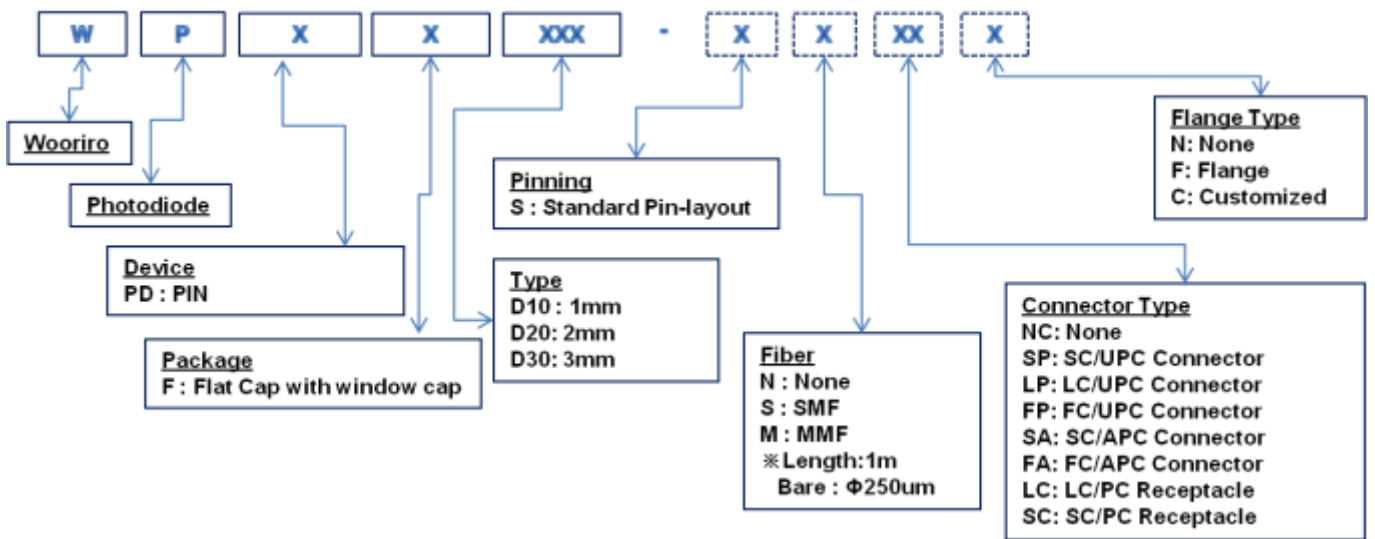 W P X X XXX - X X XX X
Wooriro
Photodiode
Device
PD : PIN
Package
F : Flat Cap with window cap
Type
D10 : 1mm
D20: 2mm
D30: 3mm
Pinning
S : Standard Pin-layout
Fiber
N : None
S : SMF
M : MMF
※Length:1m
Bare : Φ250um
Connector Type
NC: None
SP: SC/UPC Connector
LP: LC/UPC Connector
FP: FC/UPC Connector
SA: SC/APC Connector
FA: FC/APC Connector
LC: LC/PC Receptacle
SC: SC/PC Receptacle
Flange Type
N: None
F: Flange
C: Customized